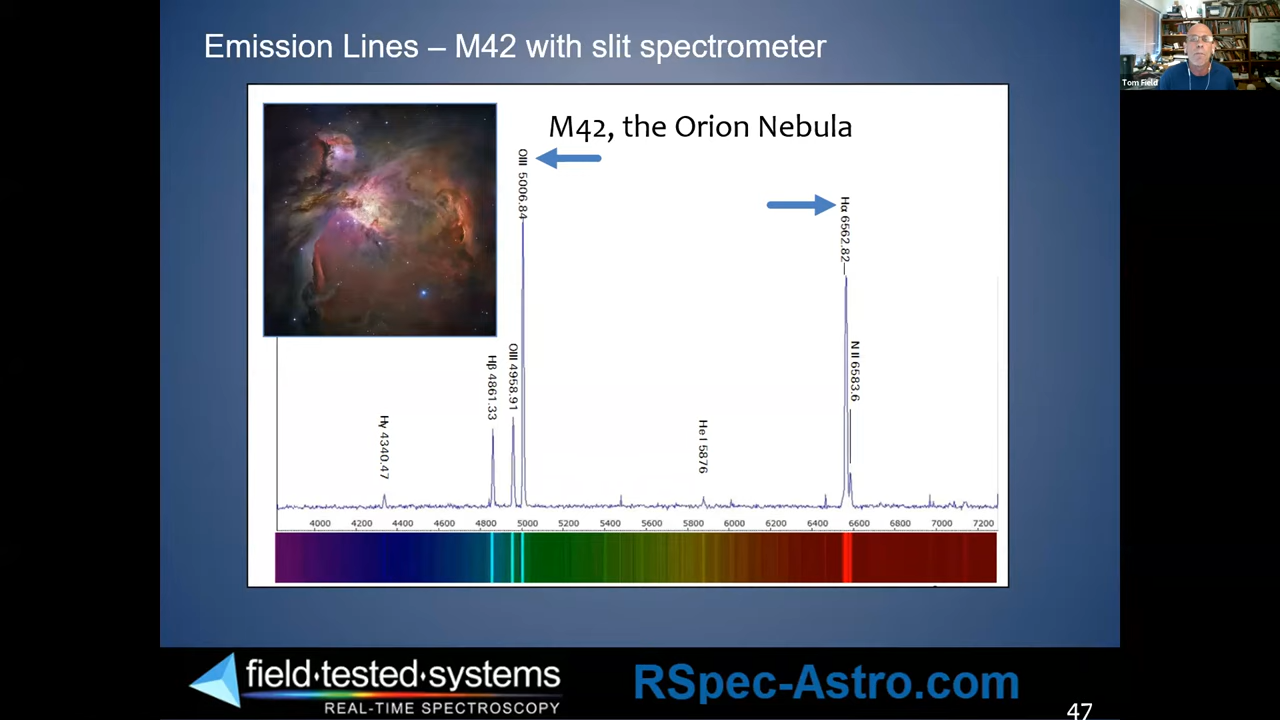 Emission Lines – M42 with slit spectrometer
Tom Field
M42, the Orion Nebula
OIII 5006.84
Hα 6562.82
Hβ 4861.33
OIII 4958.91
N II 6583.6
Hγ 4340.47
He I 5876
4000 4200 4400 4600 4800 5000 5200 5400 5600 5800 6000 6200 6400 6600 6800 7000 7200
field·tested·systems
REAL-TIME SPECTROSCOPY
RSpec-Astro.com
47